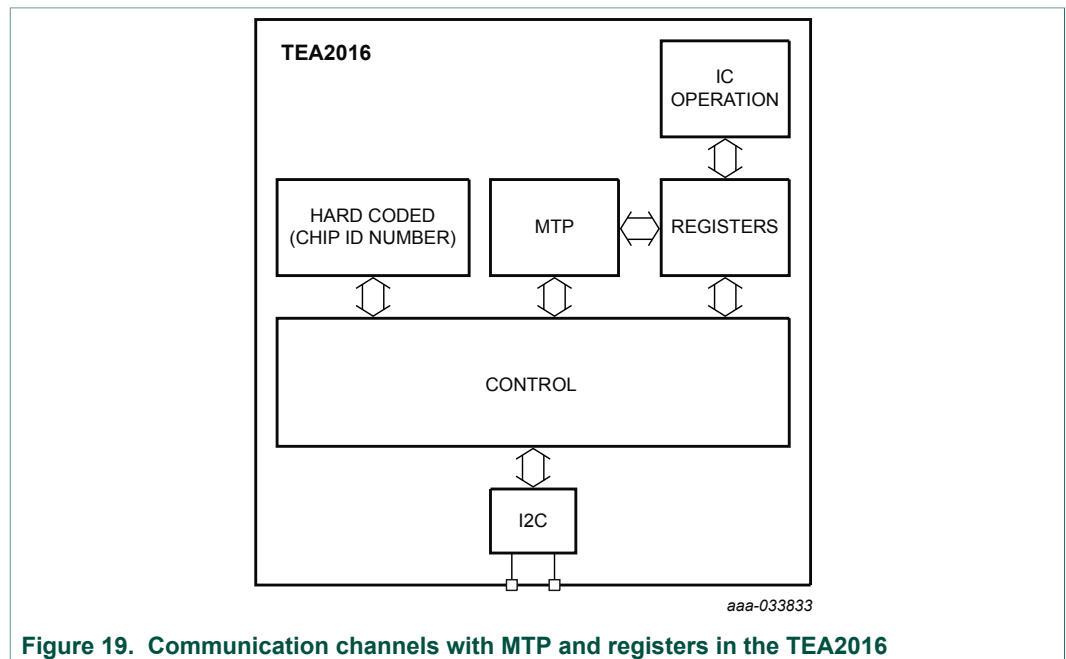 TEA2016
IC
OPERATION
HARD CODED
(CHIP ID NUMBER)
MTP
REGISTERS
CONTROL
I2C
aaa-033833
Figure 19. Communication channels with MTP and registers in the TEA2016